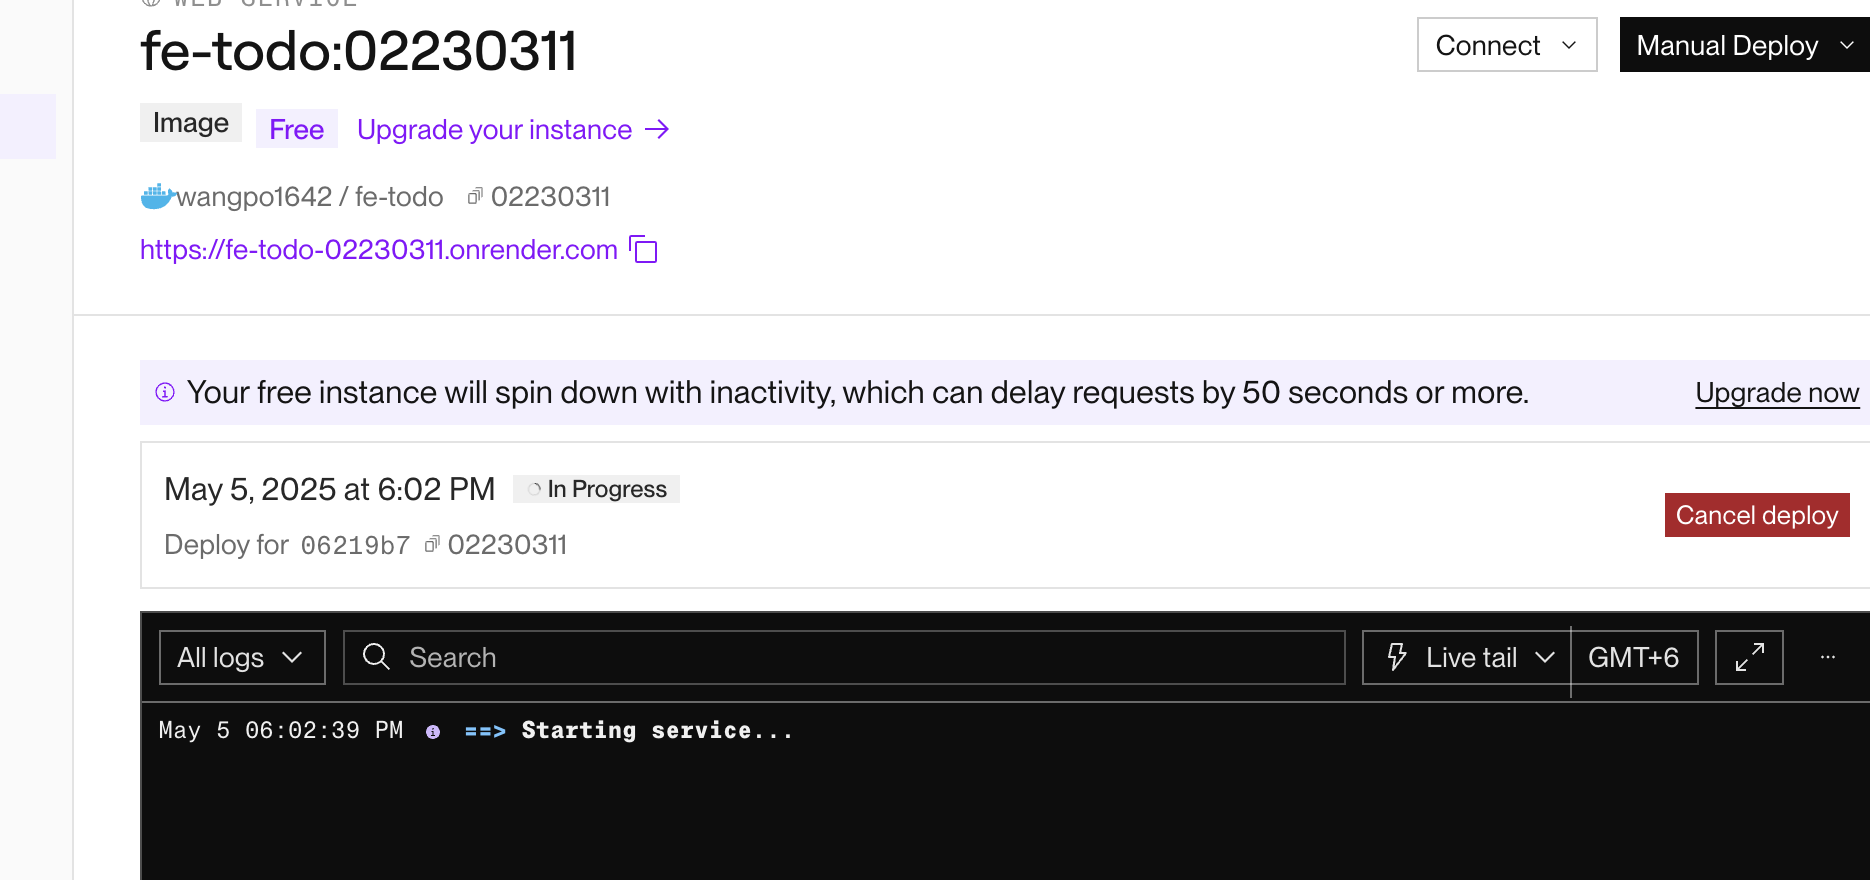 WEB SERVICE
fe-todo:02230311
Connect
Manual Deploy
Image
Free
Upgrade your instance →
wangpo1642 / fe-todo 02230311
https://fe-todo-02230311.onrender.com
Your free instance will spin down with inactivity, which can delay requests by 50 seconds or more.
Upgrade now
May 5, 2025 at 6:02 PM
In Progress
Deploy for 06219b7 02230311
Cancel deploy
All logs
Search
Live tail
GMT+6
...
May 5 06:02:39 PM ==> Starting service...